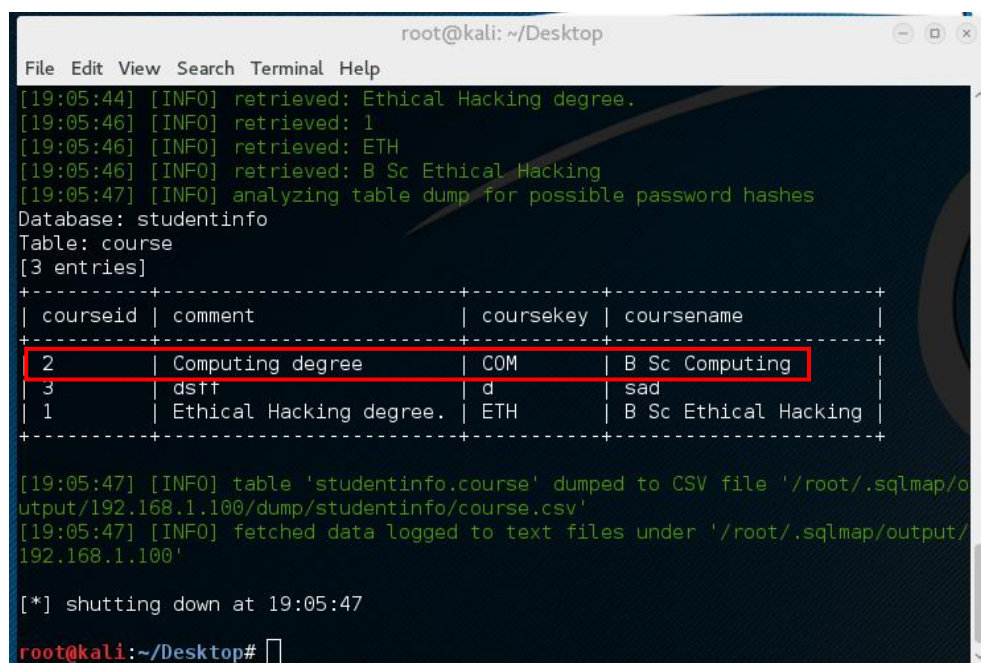 root@kali: ~/Desktop
File Edit View Search Terminal Help
[19:05:44] [INFO] retrieved: Ethical Hacking degree.
[19:05:46] [INFO] retrieved: 1
[19:05:46] [INFO] retrieved: ETH
[19:05:46] [INFO] retrieved: B Sc Ethical Hacking
[19:05:47] [INFO] analyzing table dump for possible password hashes
Database: studentinfo
Table: course
[3 entries]
+----------+-------------------------+-----------+----------------------+
| courseid | comment | coursekey | coursename |
+----------+-------------------------+-----------+----------------------+
| 2 | Computing degree | COM | B Sc Computing |
| 3 | dsff | d | sad |
| 1 | Ethical Hacking degree. | ETH | B Sc Ethical Hacking |
+----------+-------------------------+-----------+----------------------+
[19:05:47] [INFO] table 'studentinfo.course' dumped to CSV file '/root/.sqlmap/o
utput/192.168.1.100/dump/studentinfo/course.csv'
[19:05:47] [INFO] fetched data logged to text files under '/root/.sqlmap/output/
192.168.1.100'
[*] shutting down at 19:05:47
root@kali:~/Desktop#